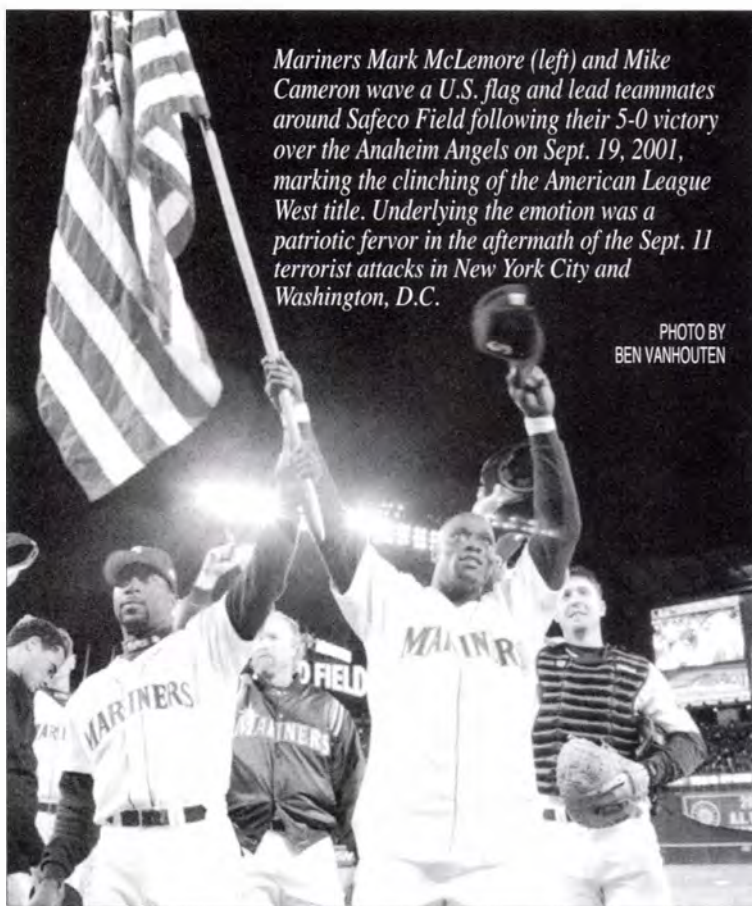 Mariners Mark McLemore (left) and Mike
Cameron wave a U.S. flag and lead teammates
around Safeco Field following their 5-0 victory
over the Anaheim Angels on Sept. 19, 2001,
marking the clinching of the American League
West title. Underlying the emotion was a
patriotic fervor in the aftermath of the Sept. 11
terrorist attacks in New York City and
Washington, D.C.
PHOTO BY
BEN VANHOUTEN
O FIELD
MARINERS
MARINERS
MARINER
MARI